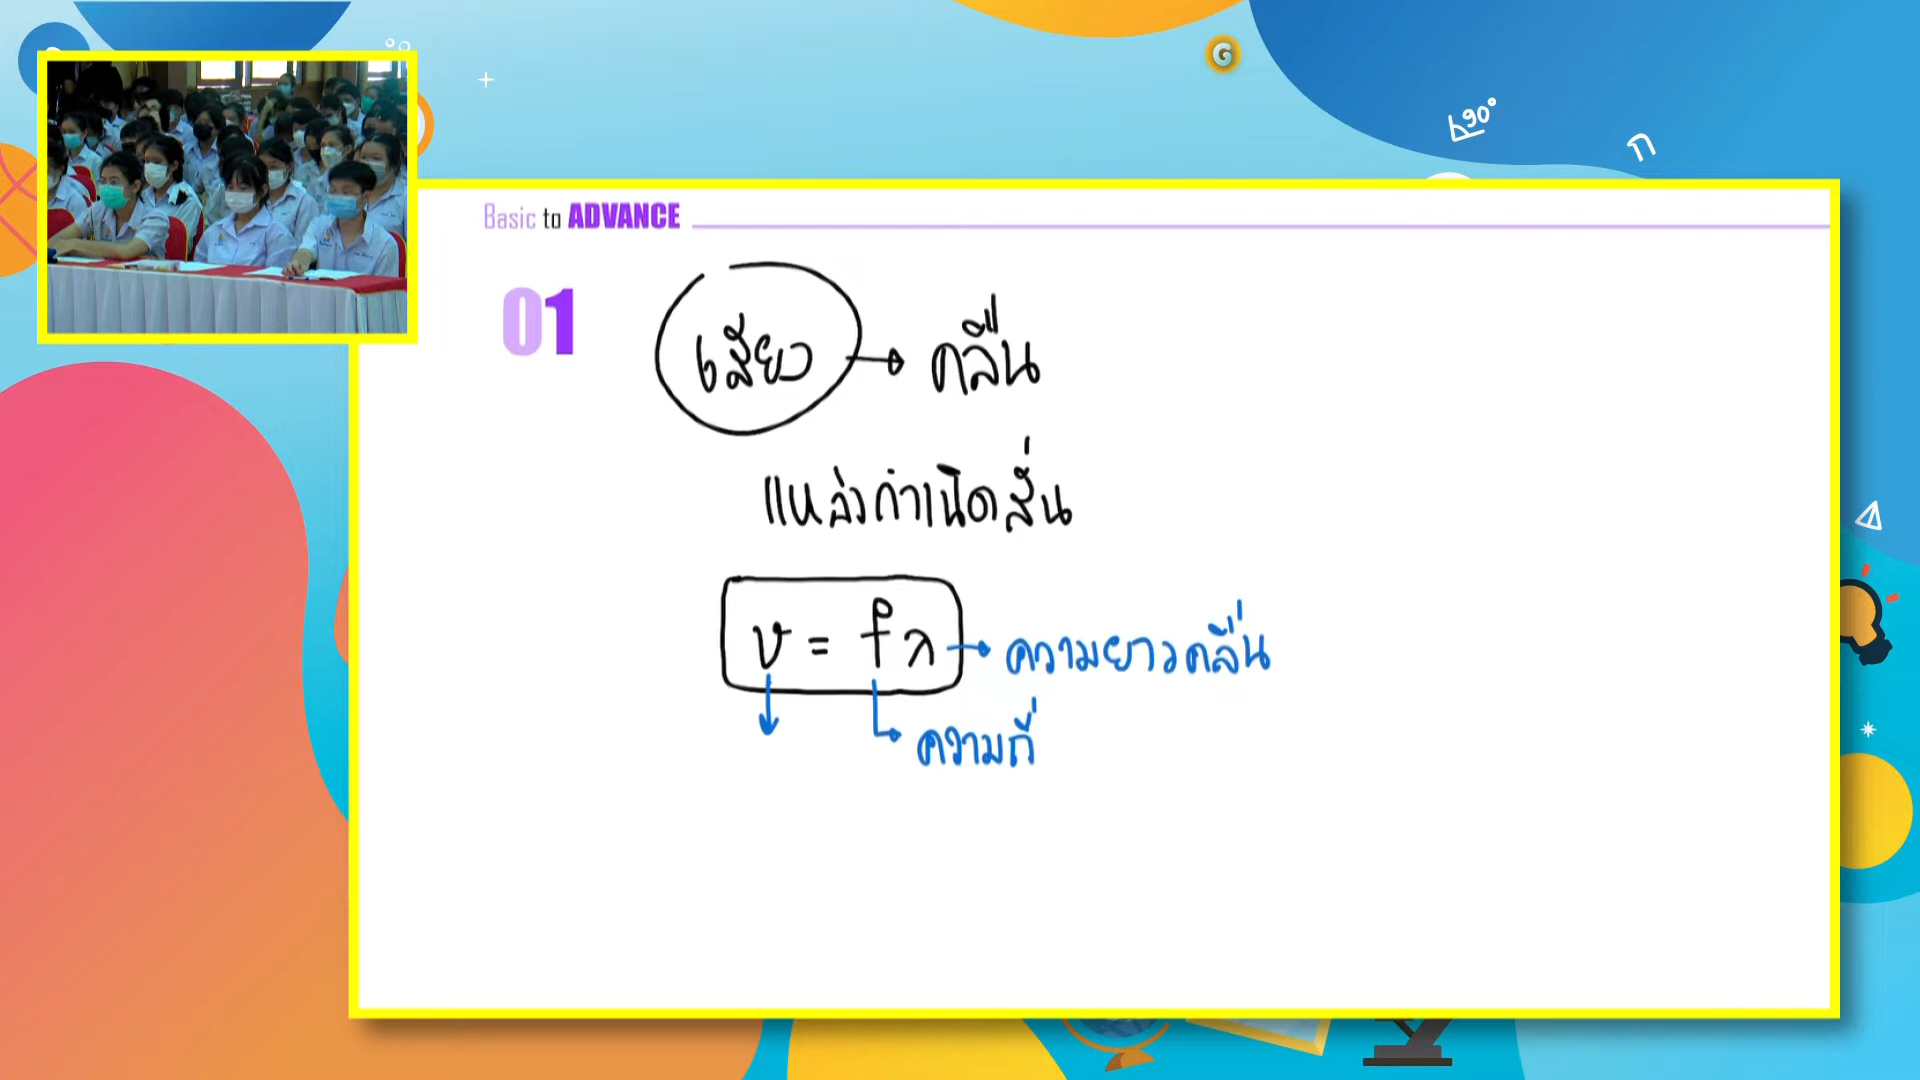 G
∟90°
ก
Basic to ADVANCE
01
เสียง → คลื่น
แหล่งกำเนิดสั่น
v = fλ → ความยาวคลื่น
ความถี่